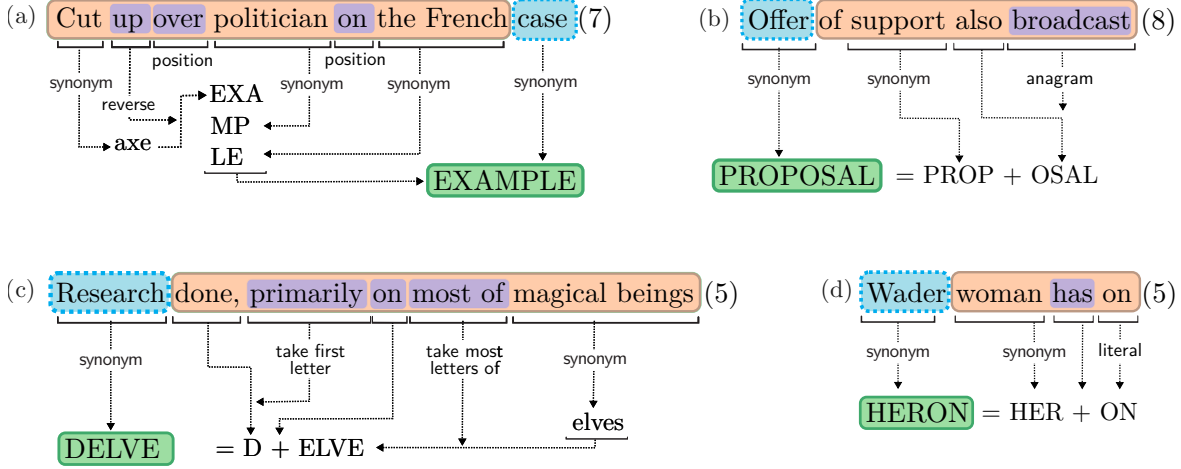 (a) Cut up over politician on the French case (7)
position position
synonym synonym synonym synonym
reverse
EXA
axe
MP
LE
EXAMPLE
(b) Offer of support also broadcast (8)
synonym synonym anagram
PROPOSAL = PROP + OSAL
(c) Research done, primarily on most of magical beings (5)
synonym take first letter take most letters of synonym
elves
DELVE = D + ELVE
(d) Wader woman has on (5)
synonym synonym literal
HERON = HER + ON